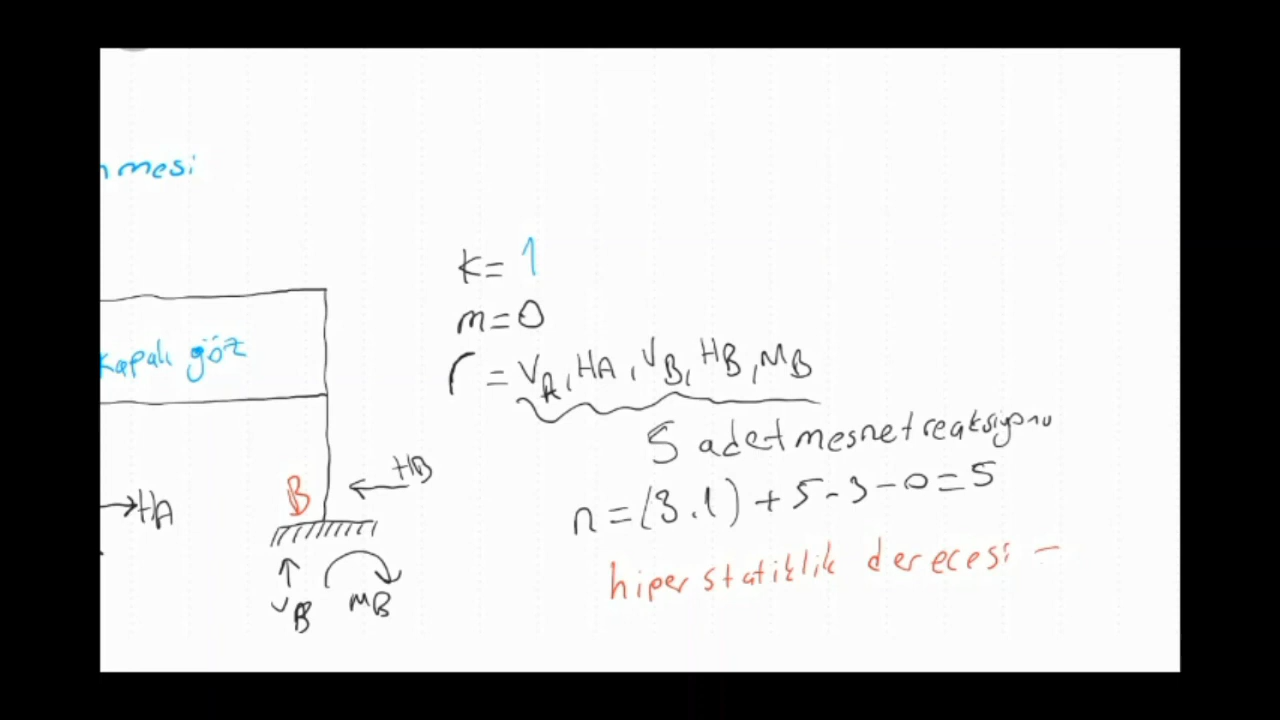 mesi
k= 1
m=0
r = VA, HA, VB, HB, MB
kapalı göz
5 adet mesnet reaksiyonu
HB
B
HA
n = (3.1) + 5-3-0=5
hiperstatiklik derecesi -
VB
MB